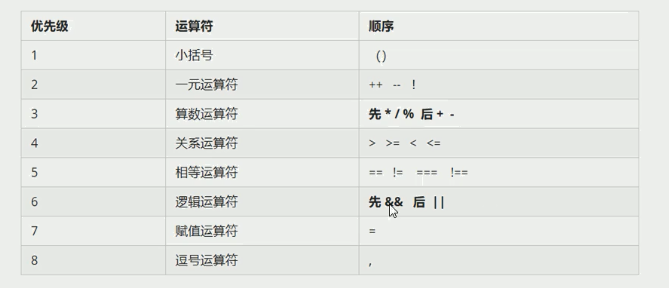 优先级 运算符 顺序
1 小括号 ()
2 一元运算符 ++ -- !
3 算数运算符 先 * / % 后 + -
4 关系运算符 > >= < <=
5 相等运算符 == != === !==
6 逻辑运算符 先 && 后 ||
7 赋值运算符 =
8 逗号运算符 ,